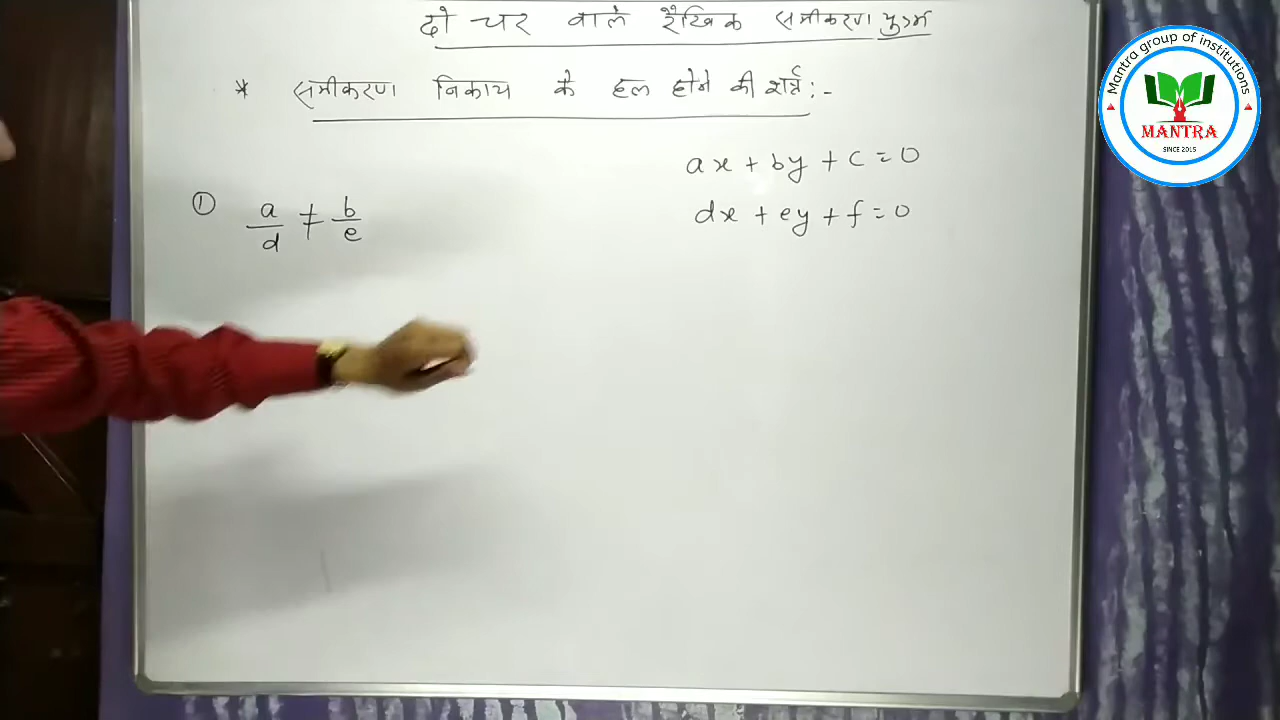 दो चर वाले रैखिक समीकरण युग्म
* समीकरण निकाय के हल होने की शर्त :-
ax + by + c = 0
dx + ey + f = 0
① a/d ≠ b/e
Mantra group of institutions
MANTRA
SINCE 2015